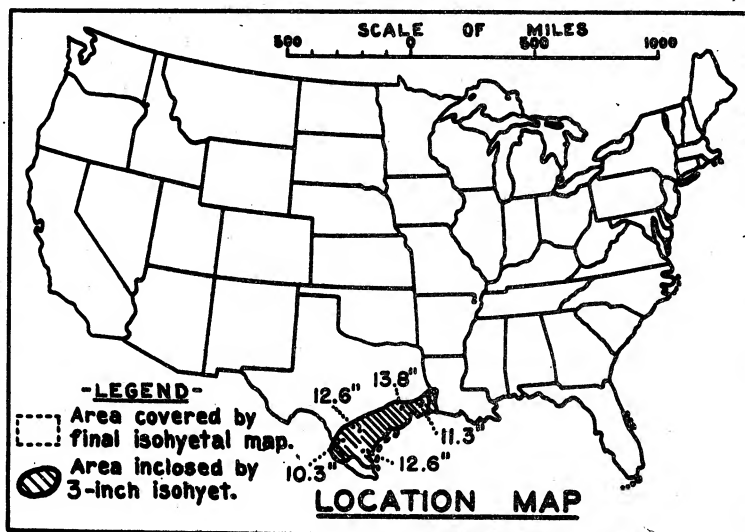 SCALE OF MILES
500 0 500 1000
13.8"
12.6"
11.3"
12.6"
10.3"
-LEGEND-
Area covered by
final isohyetal map.
Area inclosed by
3-inch isohyet.
LOCATION MAP